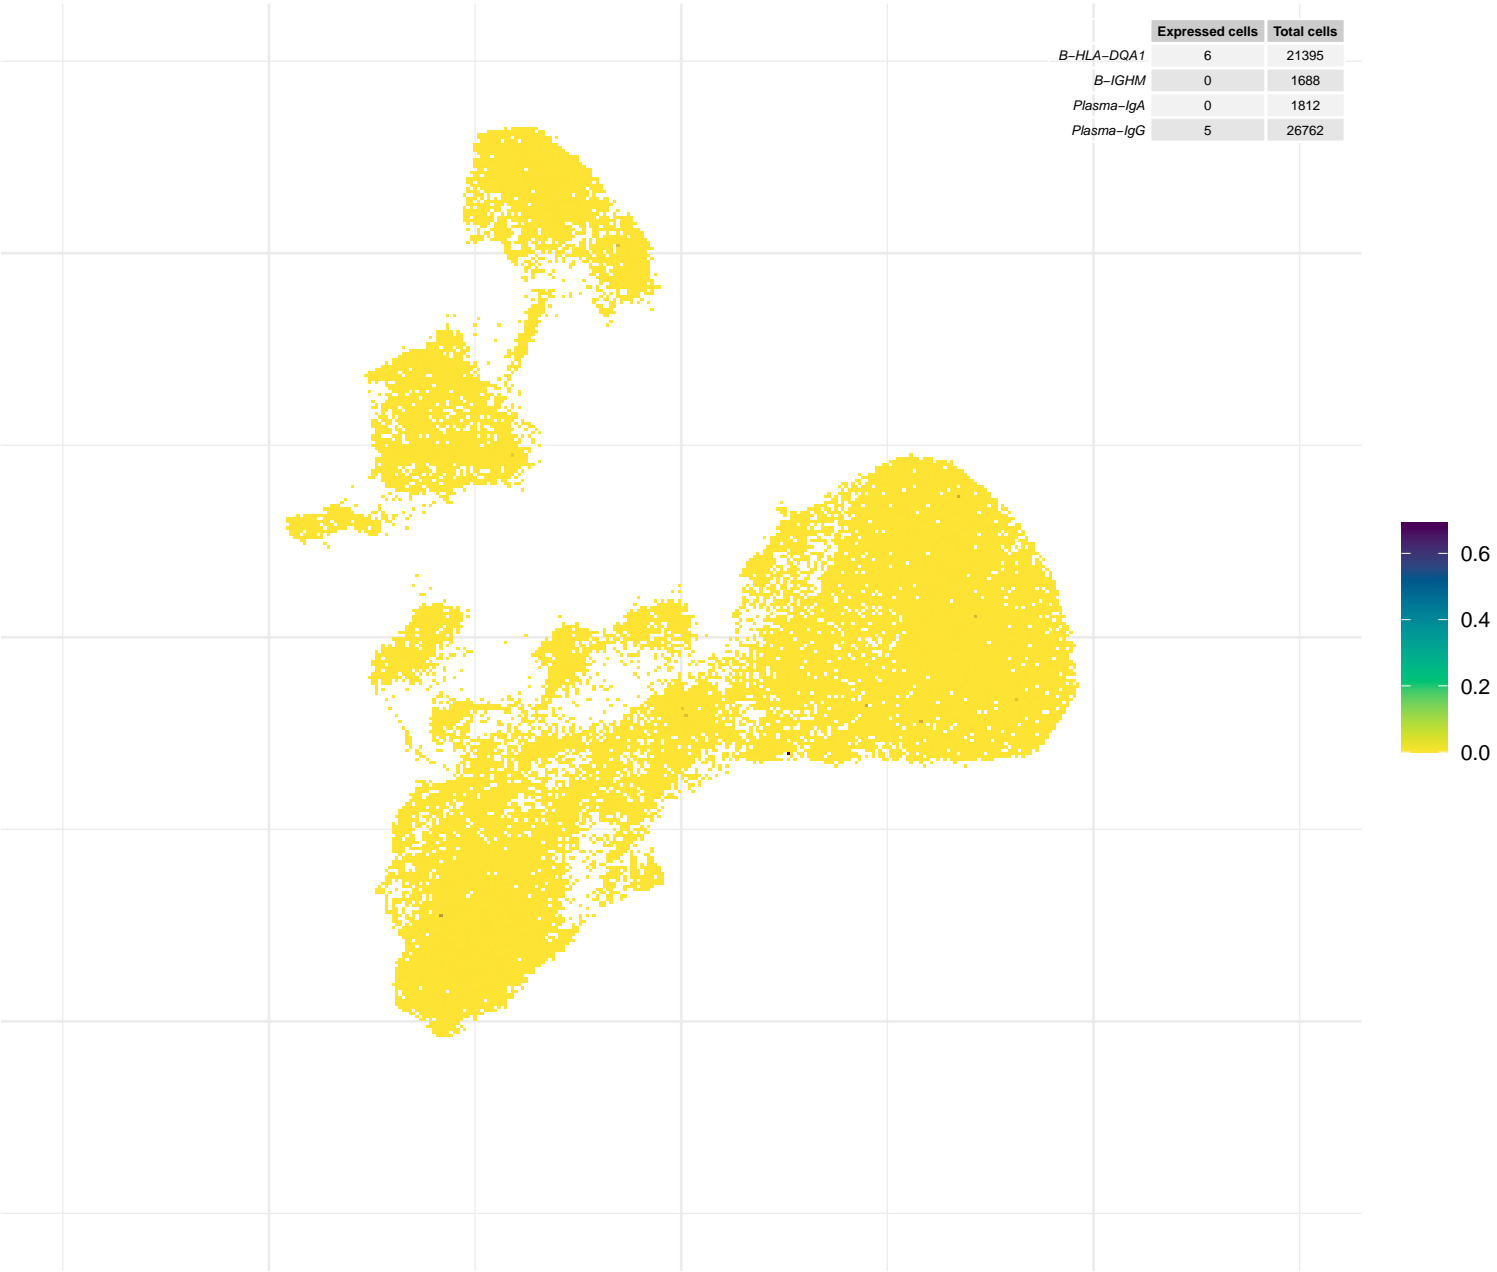 Expressed cells Total cells
B−HLA−DQA1 6 21395
B−IGHM 0 1688
Plasma−IgA 0 1812
Plasma−IgG 5 26762
0.6
0.4
0.2
0.0